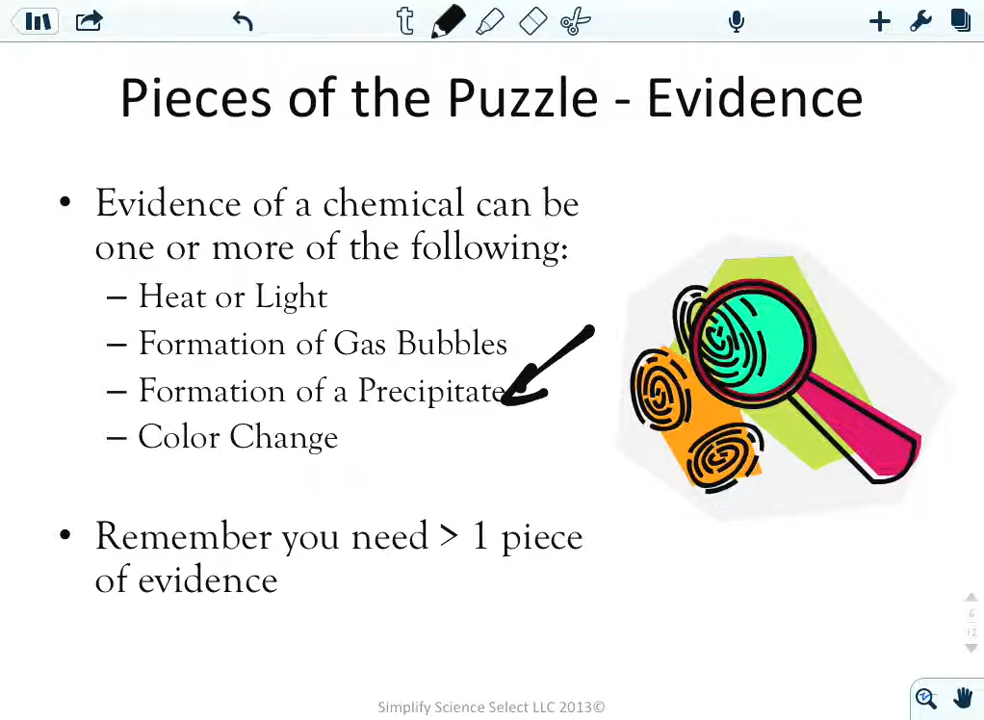 t
Pieces of the Puzzle - Evidence
• Evidence of a chemical can be
one or more of the following:
– Heat or Light
– Formation of Gas Bubbles
– Formation of a Precipitate
– Color Change
• Remember you need > 1 piece
of evidence
6
12
Simplify Science Select LLC 2013©